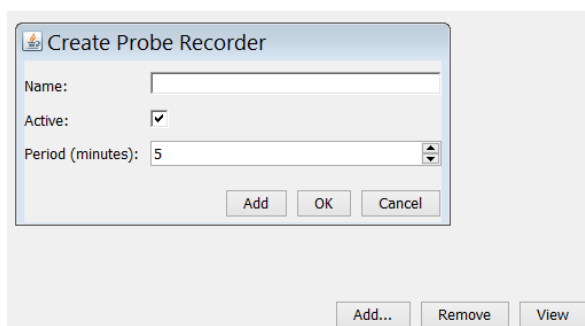 Create Probe Recorder
Name:
Active:
Period (minutes): 5
Add OK Cancel
Add... Remove View